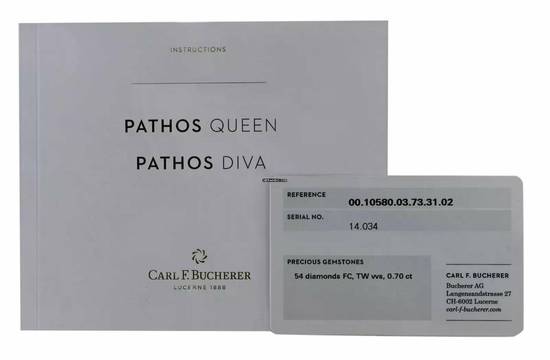 INSTRUCTIONS
PATHOS QUEEN
PATHOS DIVA
CARL F. BUCHERER
LUCERNE 1888
REFERENCE 00.10580.03.73.31.02
SERIAL NO. 14.034
PRECIOUS GEMSTONES
54 diamonds FC, TW vvs, 0.70 ct
CARL F. BUCHERER
Bucherer AG
Langensandstrasse 27
CH-6002 Lucerne
carl-f-bucherer.com